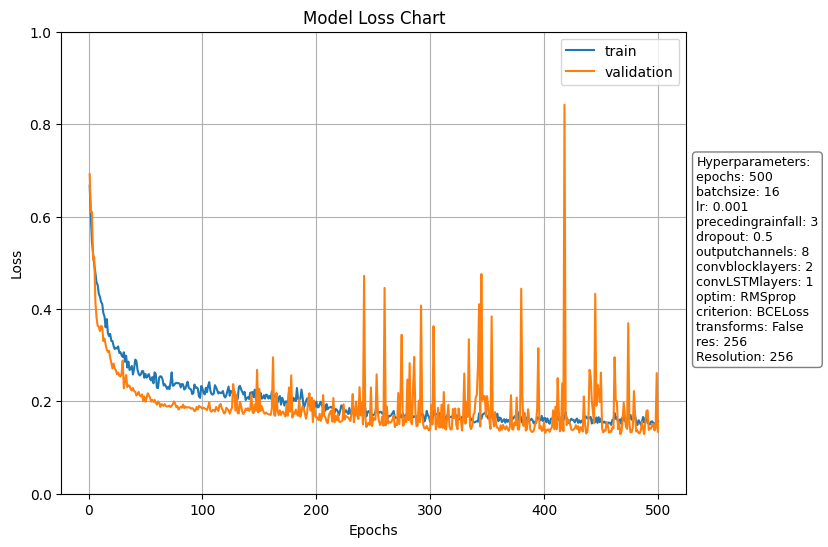 Model Loss Chart
1.0
0.8
0.6
0.4
0.2
0.0
Loss
0
100
200
300
400
500
Epochs
train
validation
Hyperparameters:
epochs: 500
batchsize: 16
lr: 0.001
precedingrainfall: 3
dropout: 0.5
outputchannels: 8
convblocklayers: 2
convLSTMlayers: 1
optim: RMSprop
criterion: BCELoss
transforms: False
res: 256
Resolution: 256